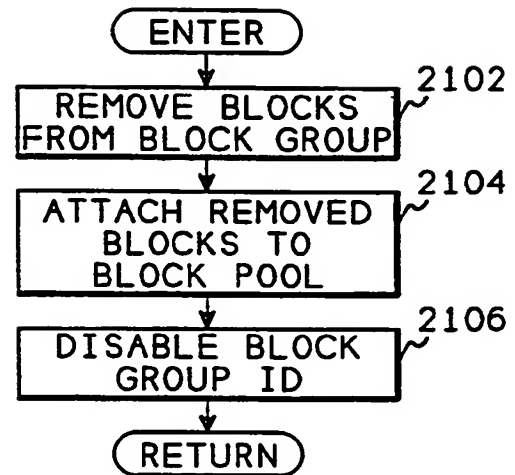 ENTER
2102
REMOVE BLOCKS
FROM BLOCK GROUP
2104
ATTACH REMOVED
BLOCKS TO
BLOCK POOL
2106
DISABLE BLOCK
GROUP ID
RETURN